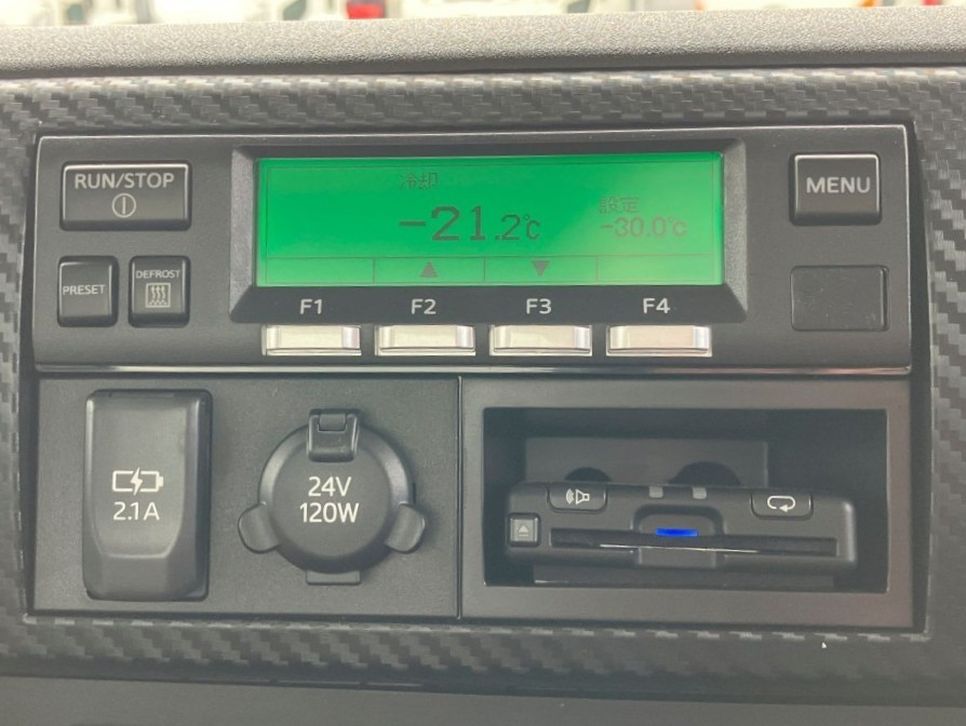 RUN/STOP
冷却
-21.2℃
設定
-30.0℃
▲ ▼
MENU
PRESET
DEFROST
F1 F2 F3 F4
2.1A
24V
120W